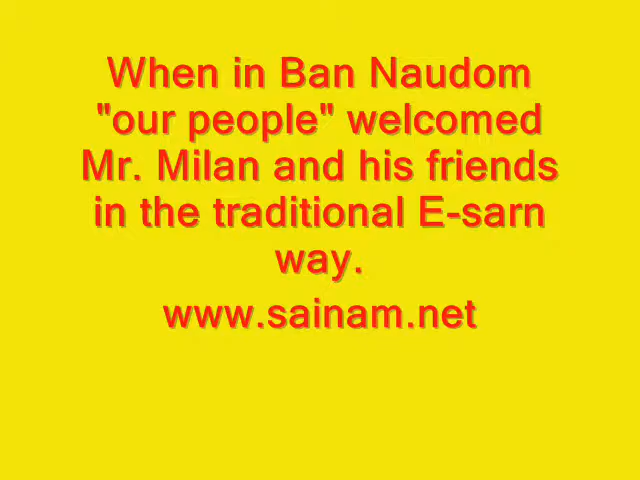 When in Ban Naudom
"our people" welcomed
Mr. Milan and his friends
in the traditional E-sarn
way.
www.sainam.net